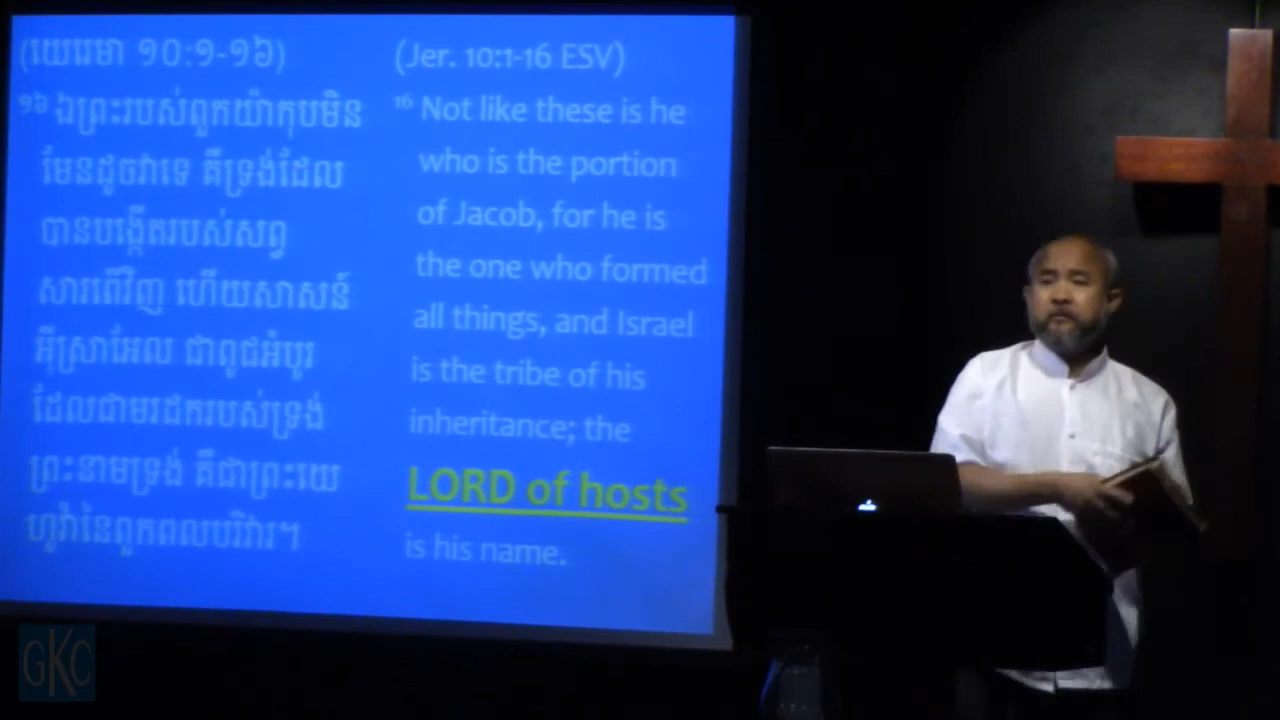 (យេរេមា ១០:១-១៦)
១៦ ឯព្រះរបស់ពួកយ៉ាកុបមិន
មែនដូចវាទេ គឺទ្រង់ដែល
បានបង្កើតរបស់សព្វ
សារពើវិញ ហើយសាសន៍
អ៊ីស្រាអែល ជាពូជអំបូរ
ដែលជាមរដករបស់ទ្រង់
ព្រះនាមទ្រង់ គឺជាព្រះយេ
ហូវ៉ានៃពួកពលបរិវារ។
(Jer. 10:1-16 ESV)
16 Not like these is he
who is the portion
of Jacob, for he is
the one who formed
all things, and Israel
is the tribe of his
inheritance; the
LORD of hosts
is his name.
GKC